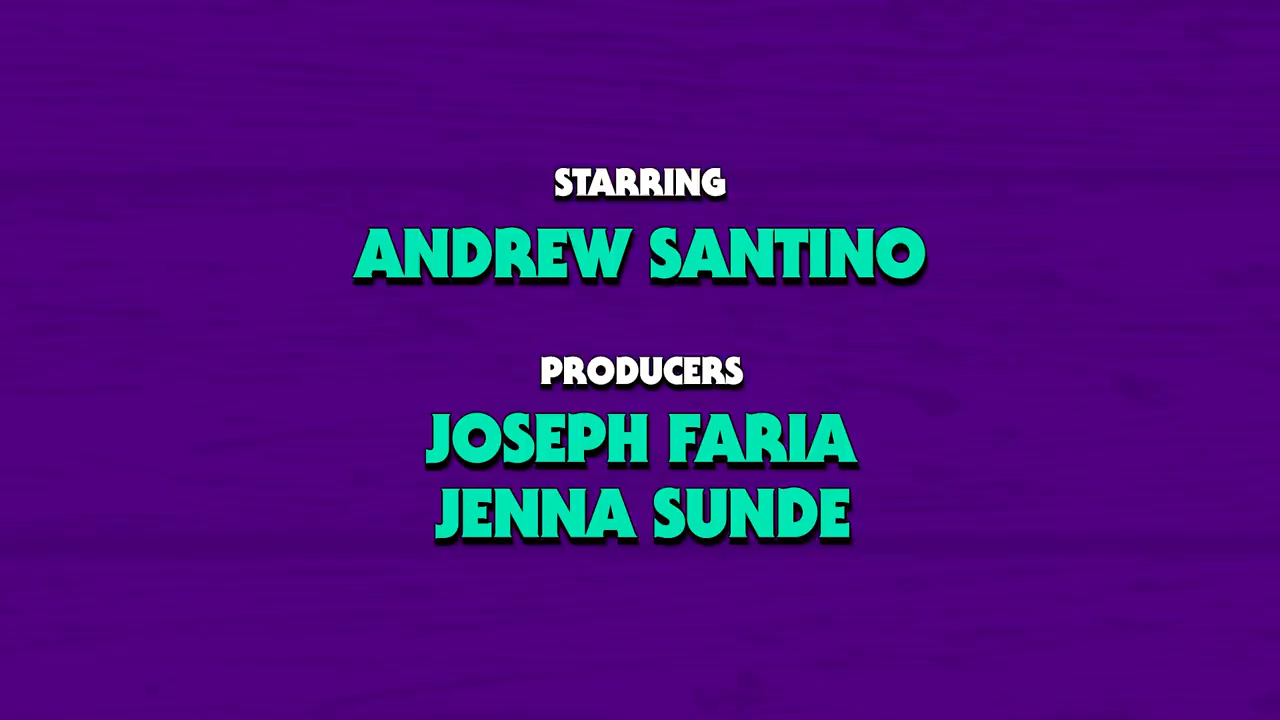 STARRING
ANDREW SANTINO
PRODUCERS
JOSEPH FARIA
JENNA SUNDE